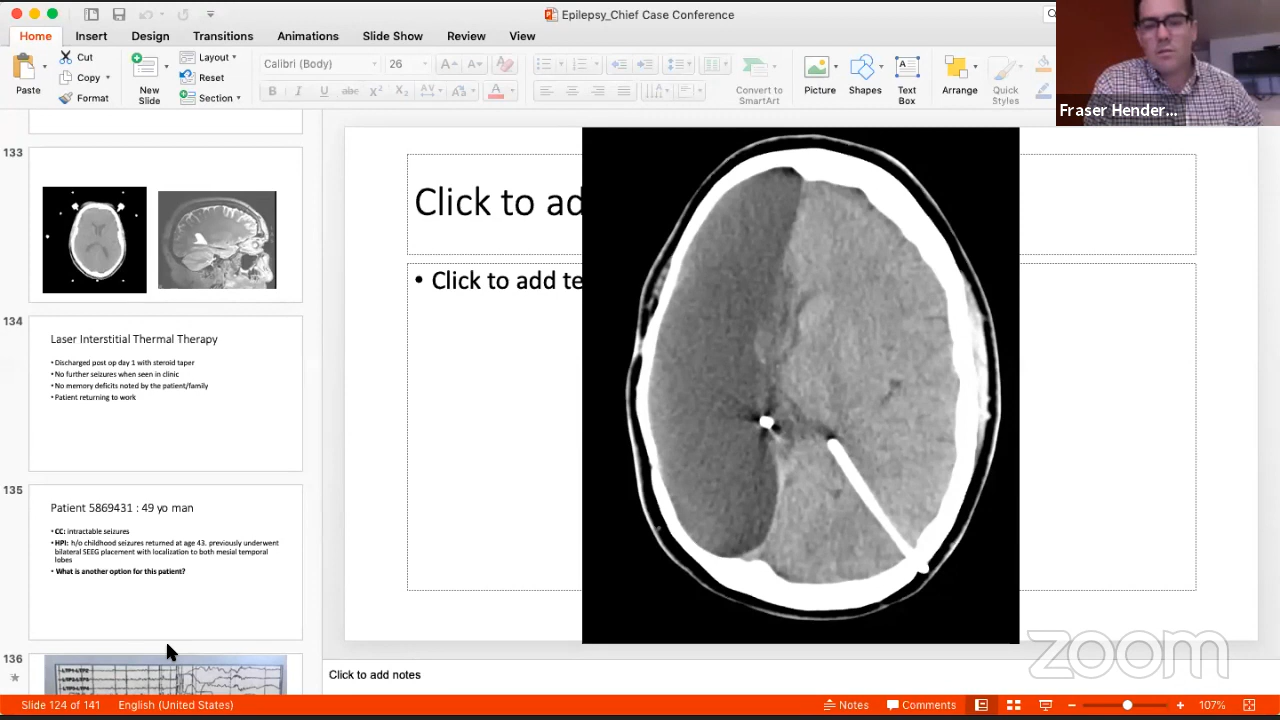 Epilepsy_Chief Case Conference
Home Insert Design Transitions Animations Slide Show Review View
Paste
Cut
Copy
Format
New Slide
Layout
Reset
Section
Calibri (Body) 26
Convert to SmartArt
Picture
Shapes
Text Box
Arrange
Quick Styles
Fraser Hender...
133
134
Laser Interstitial Thermal Therapy
• Discharged post op day 1 with steroid taper
• No further seizures when seen in clinic
• No memory deficits noted by the patient/family
• Patient returning to work
135
Patient 5869431 : 49 yo man
• CC: intractable seizures
• HPI: h/o childhood seizures returned at age 43. previously underwent
bilateral SEEG placement with localization to both mesial temporal
lobes
• What is another option for this patient?
136
Click to ad
• Click to add te
Click to add notes
zoom
Slide 124 of 141 English (United States) Notes Comments 107%